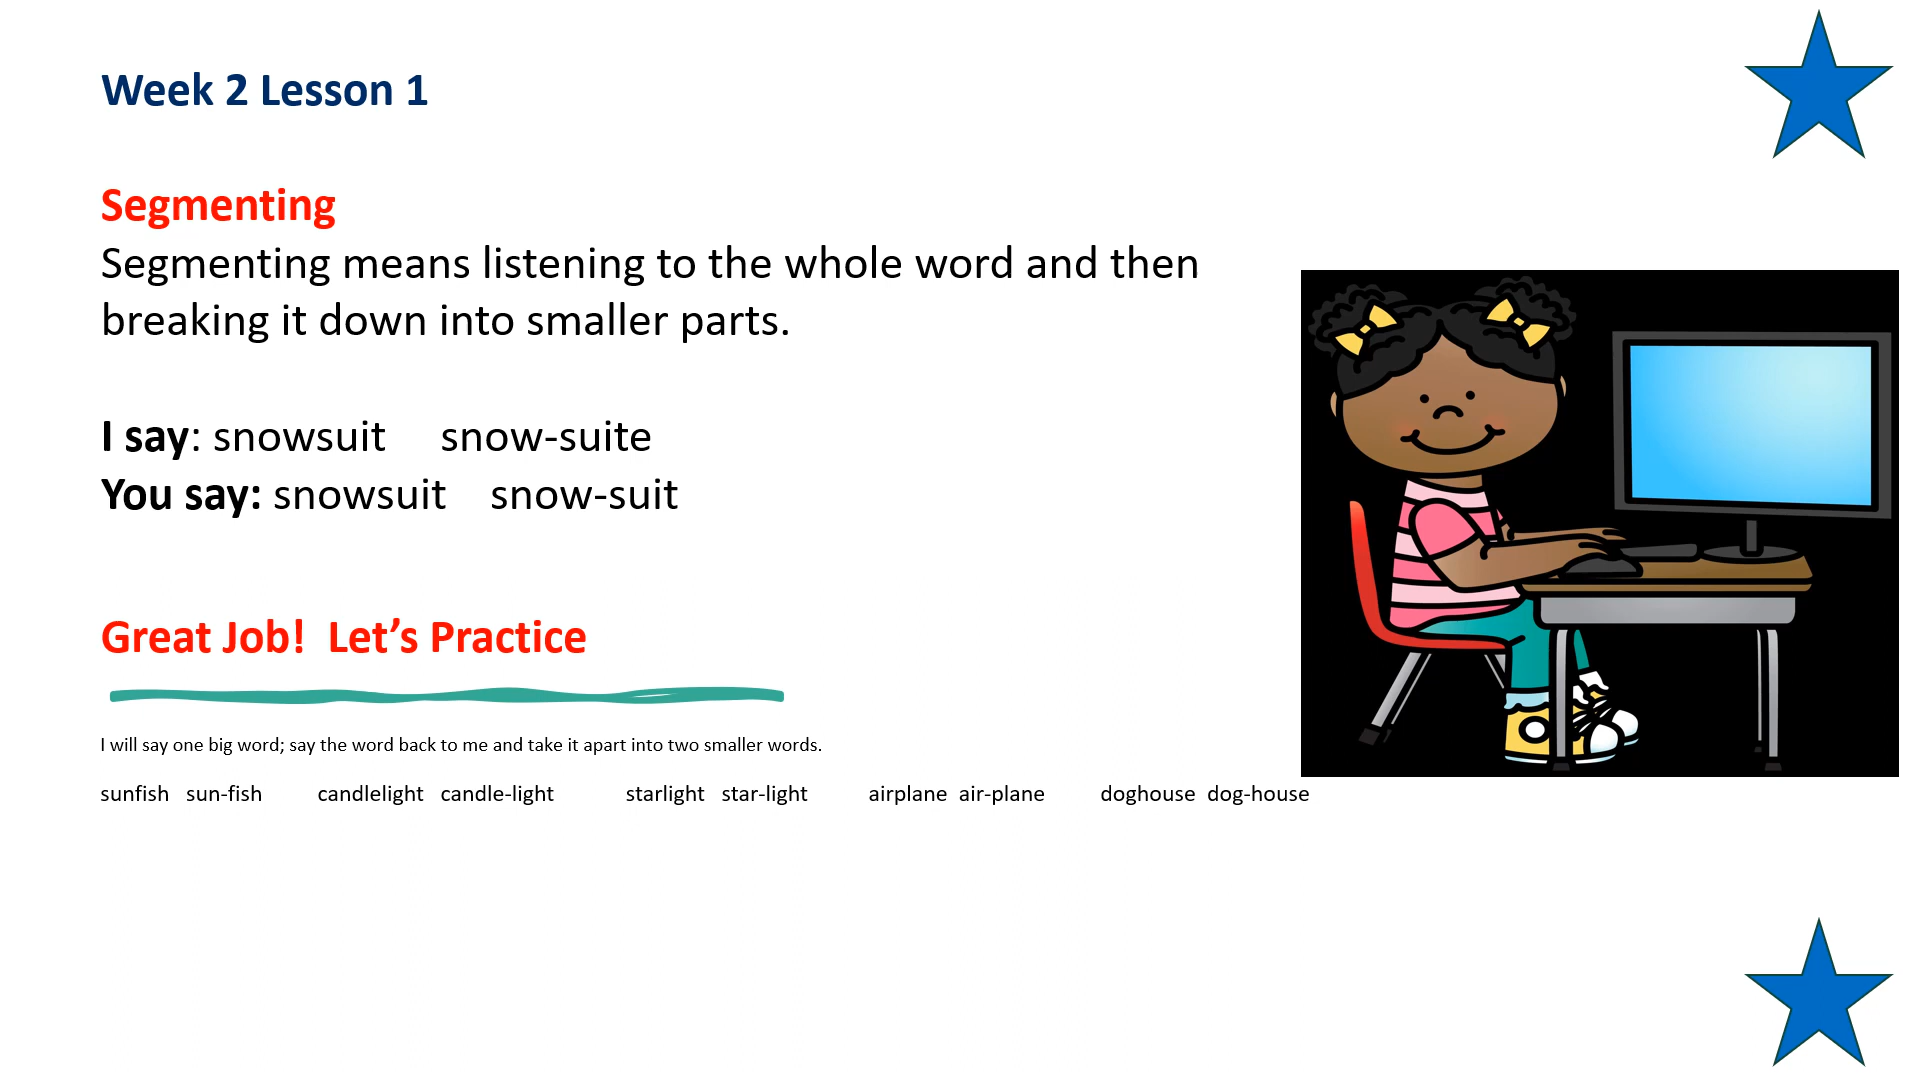 Week 2 Lesson 1
Segmenting
Segmenting means listening to the whole word and then
breaking it down into smaller parts.
I say: snowsuit snow-suite
You say: snowsuit snow-suit
Great Job! Let’s Practice
I will say one big word; say the word back to me and take it apart into two smaller words.
sunfish sun-fish candlelight candle-light starlight star-light airplane air-plane doghouse dog-house